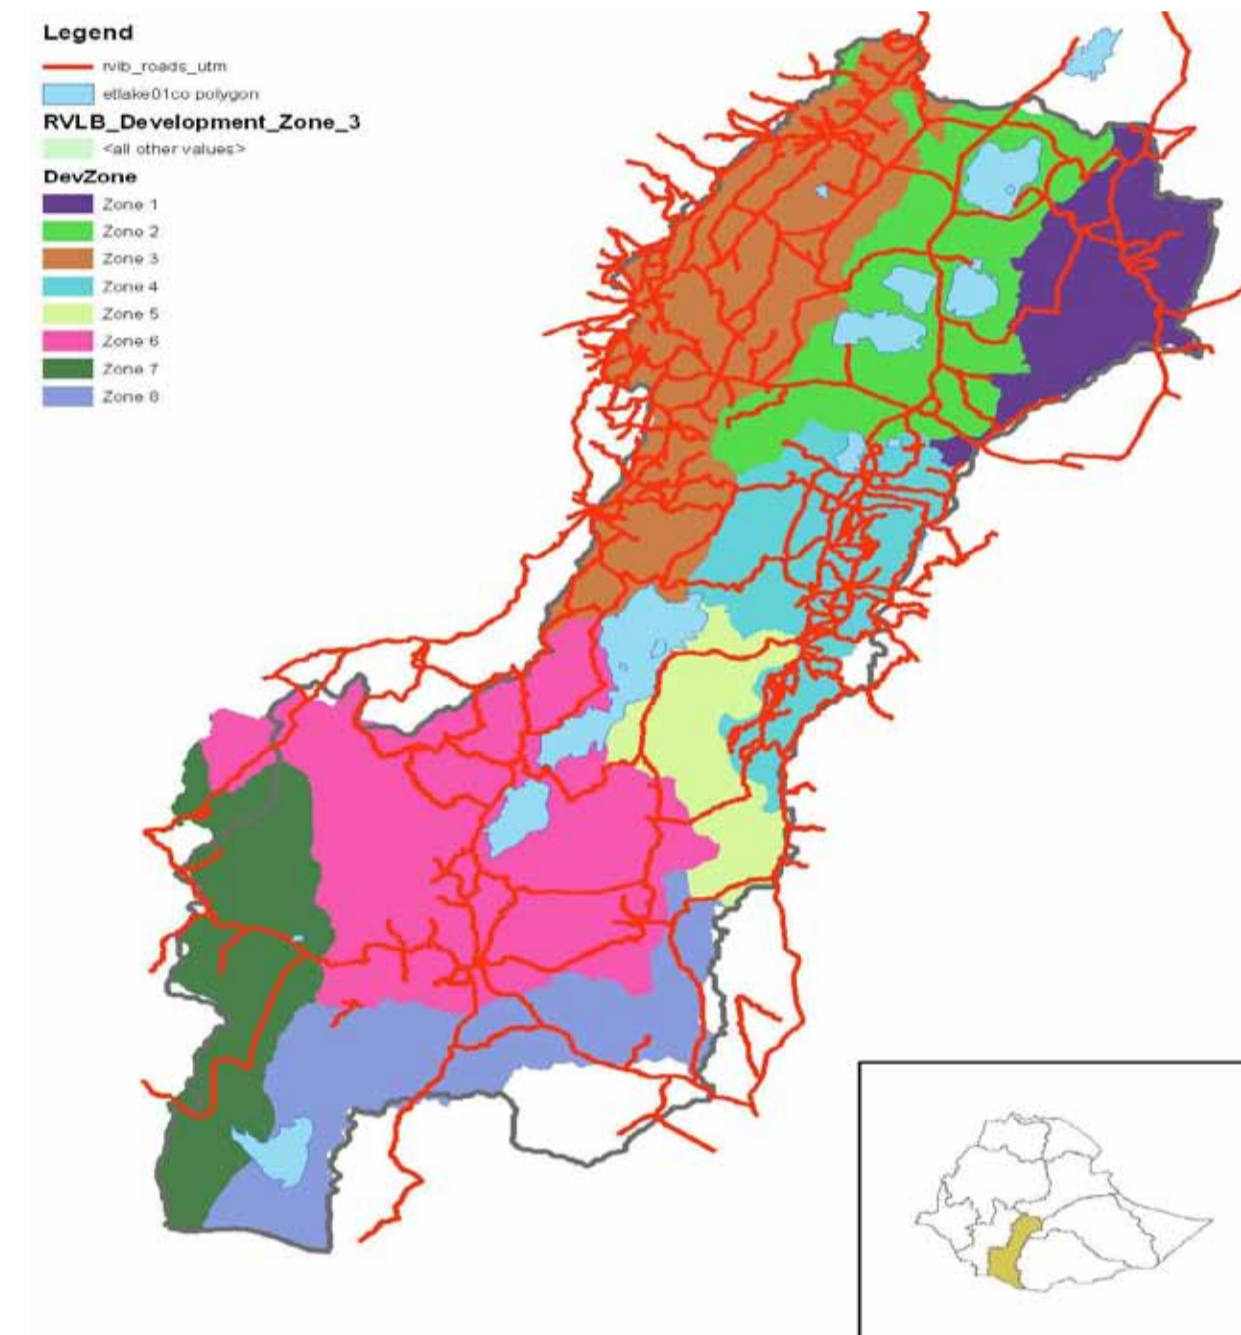 Legend
rvlb_roads_utm
etlake01co polygon
RVLB_Development_Zone_3
<all other values>
DevZone
Zone 1
Zone 2
Zone 3
Zone 4
Zone 5
Zone 6
Zone 7
Zone 8